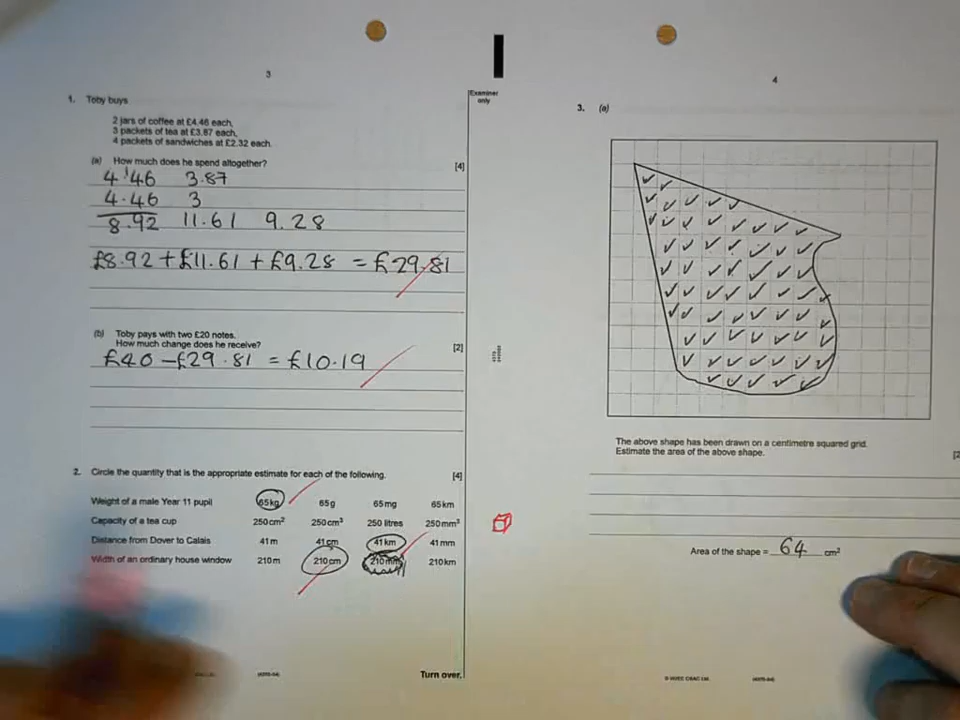 3
Examiner
only
1. Toby buys
2 jars of coffee at £4.46 each,
3 packets of tea at £3.87 each,
4 packets of sandwiches at £2.32 each.
(a) How much does he spend altogether? [4]
4.46 3.87
4.46 3
8.92 11.61 9.28
£8.92 + £11.61 + £9.28 = £29.81
(b) Toby pays with two £20 notes.
How much change does he receive? [2]
£40 - £29.81 = £10.19
2. Circle the quantity that is the appropriate estimate for each of the following. [4]
Weight of a male Year 11 pupil 65kg 65g 65mg 65km
Capacity of a tea cup 250cm² 250cm³ 250 litres 250mm³
Distance from Dover to Calais 41m 41cm 41km 41mm
Width of an ordinary house window 210m 210cm 210mm 210km
Turn over.
4
3. (a)
The above shape has been drawn on a centimetre squared grid.
Estimate the area of the above shape. [2
Area of the shape = 64 cm²
© WJEC CBAC Ltd.